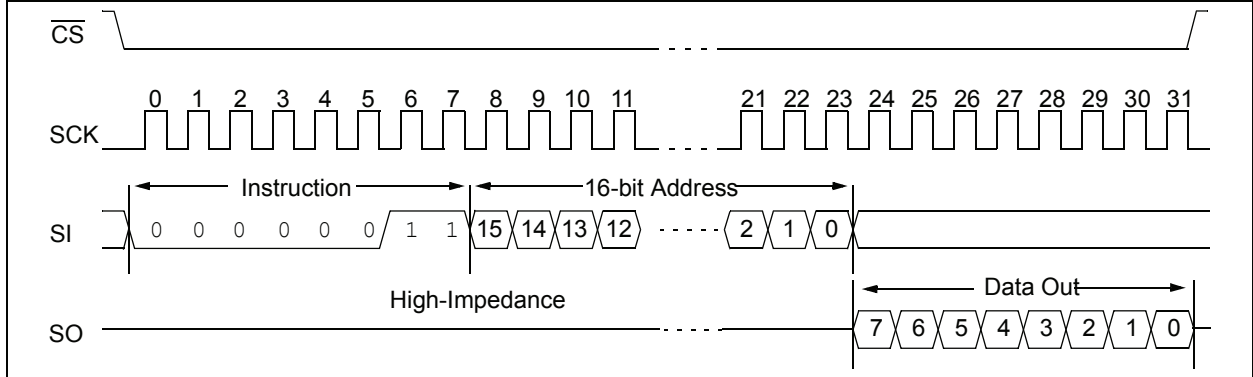 CS
0 1 2 3 4 5 6 7 8 9 10 11 21 22 23 24 25 26 27 28 29 30 31
SCK
Instruction 16-bit Address
SI 0 0 0 0 0 0 1 1 15 14 13 12 2 1 0
High-Impedance Data Out
SO 7 6 5 4 3 2 1 0